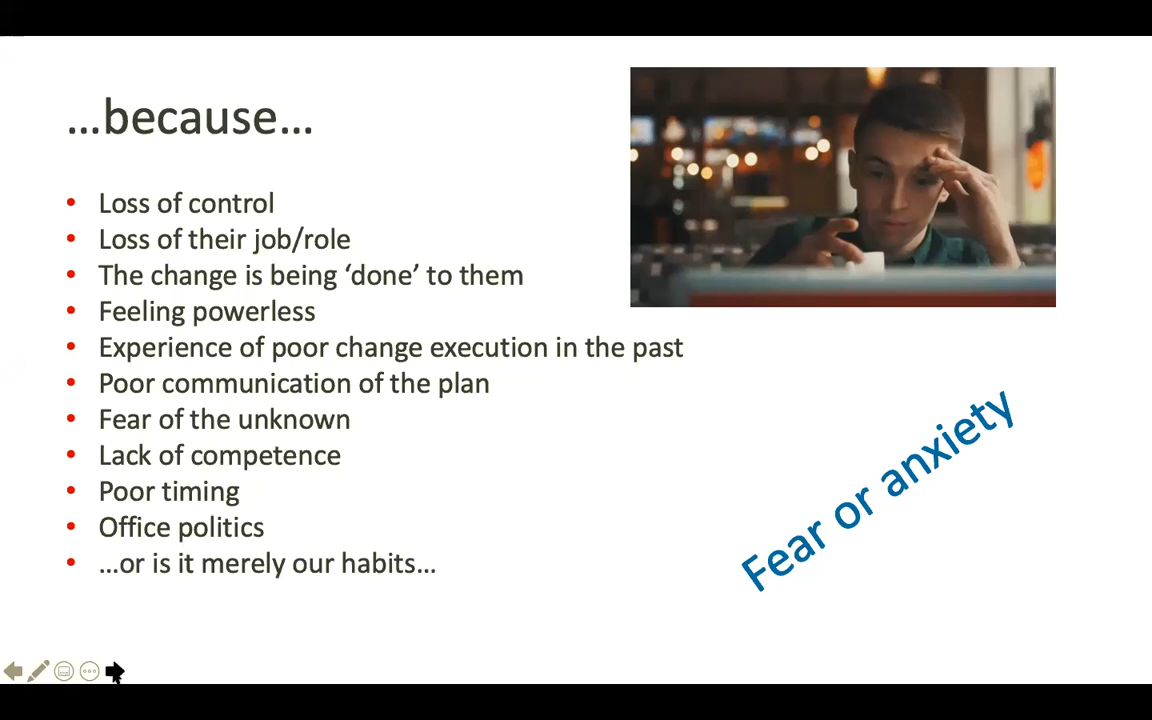 ...because...
Loss of control
Loss of their job/role
The change is being ‘done’ to them
Feeling powerless
Experience of poor change execution in the past
Poor communication of the plan
Fear of the unknown
Lack of competence
Poor timing
Office politics
...or is it merely our habits...
Fear or anxiety